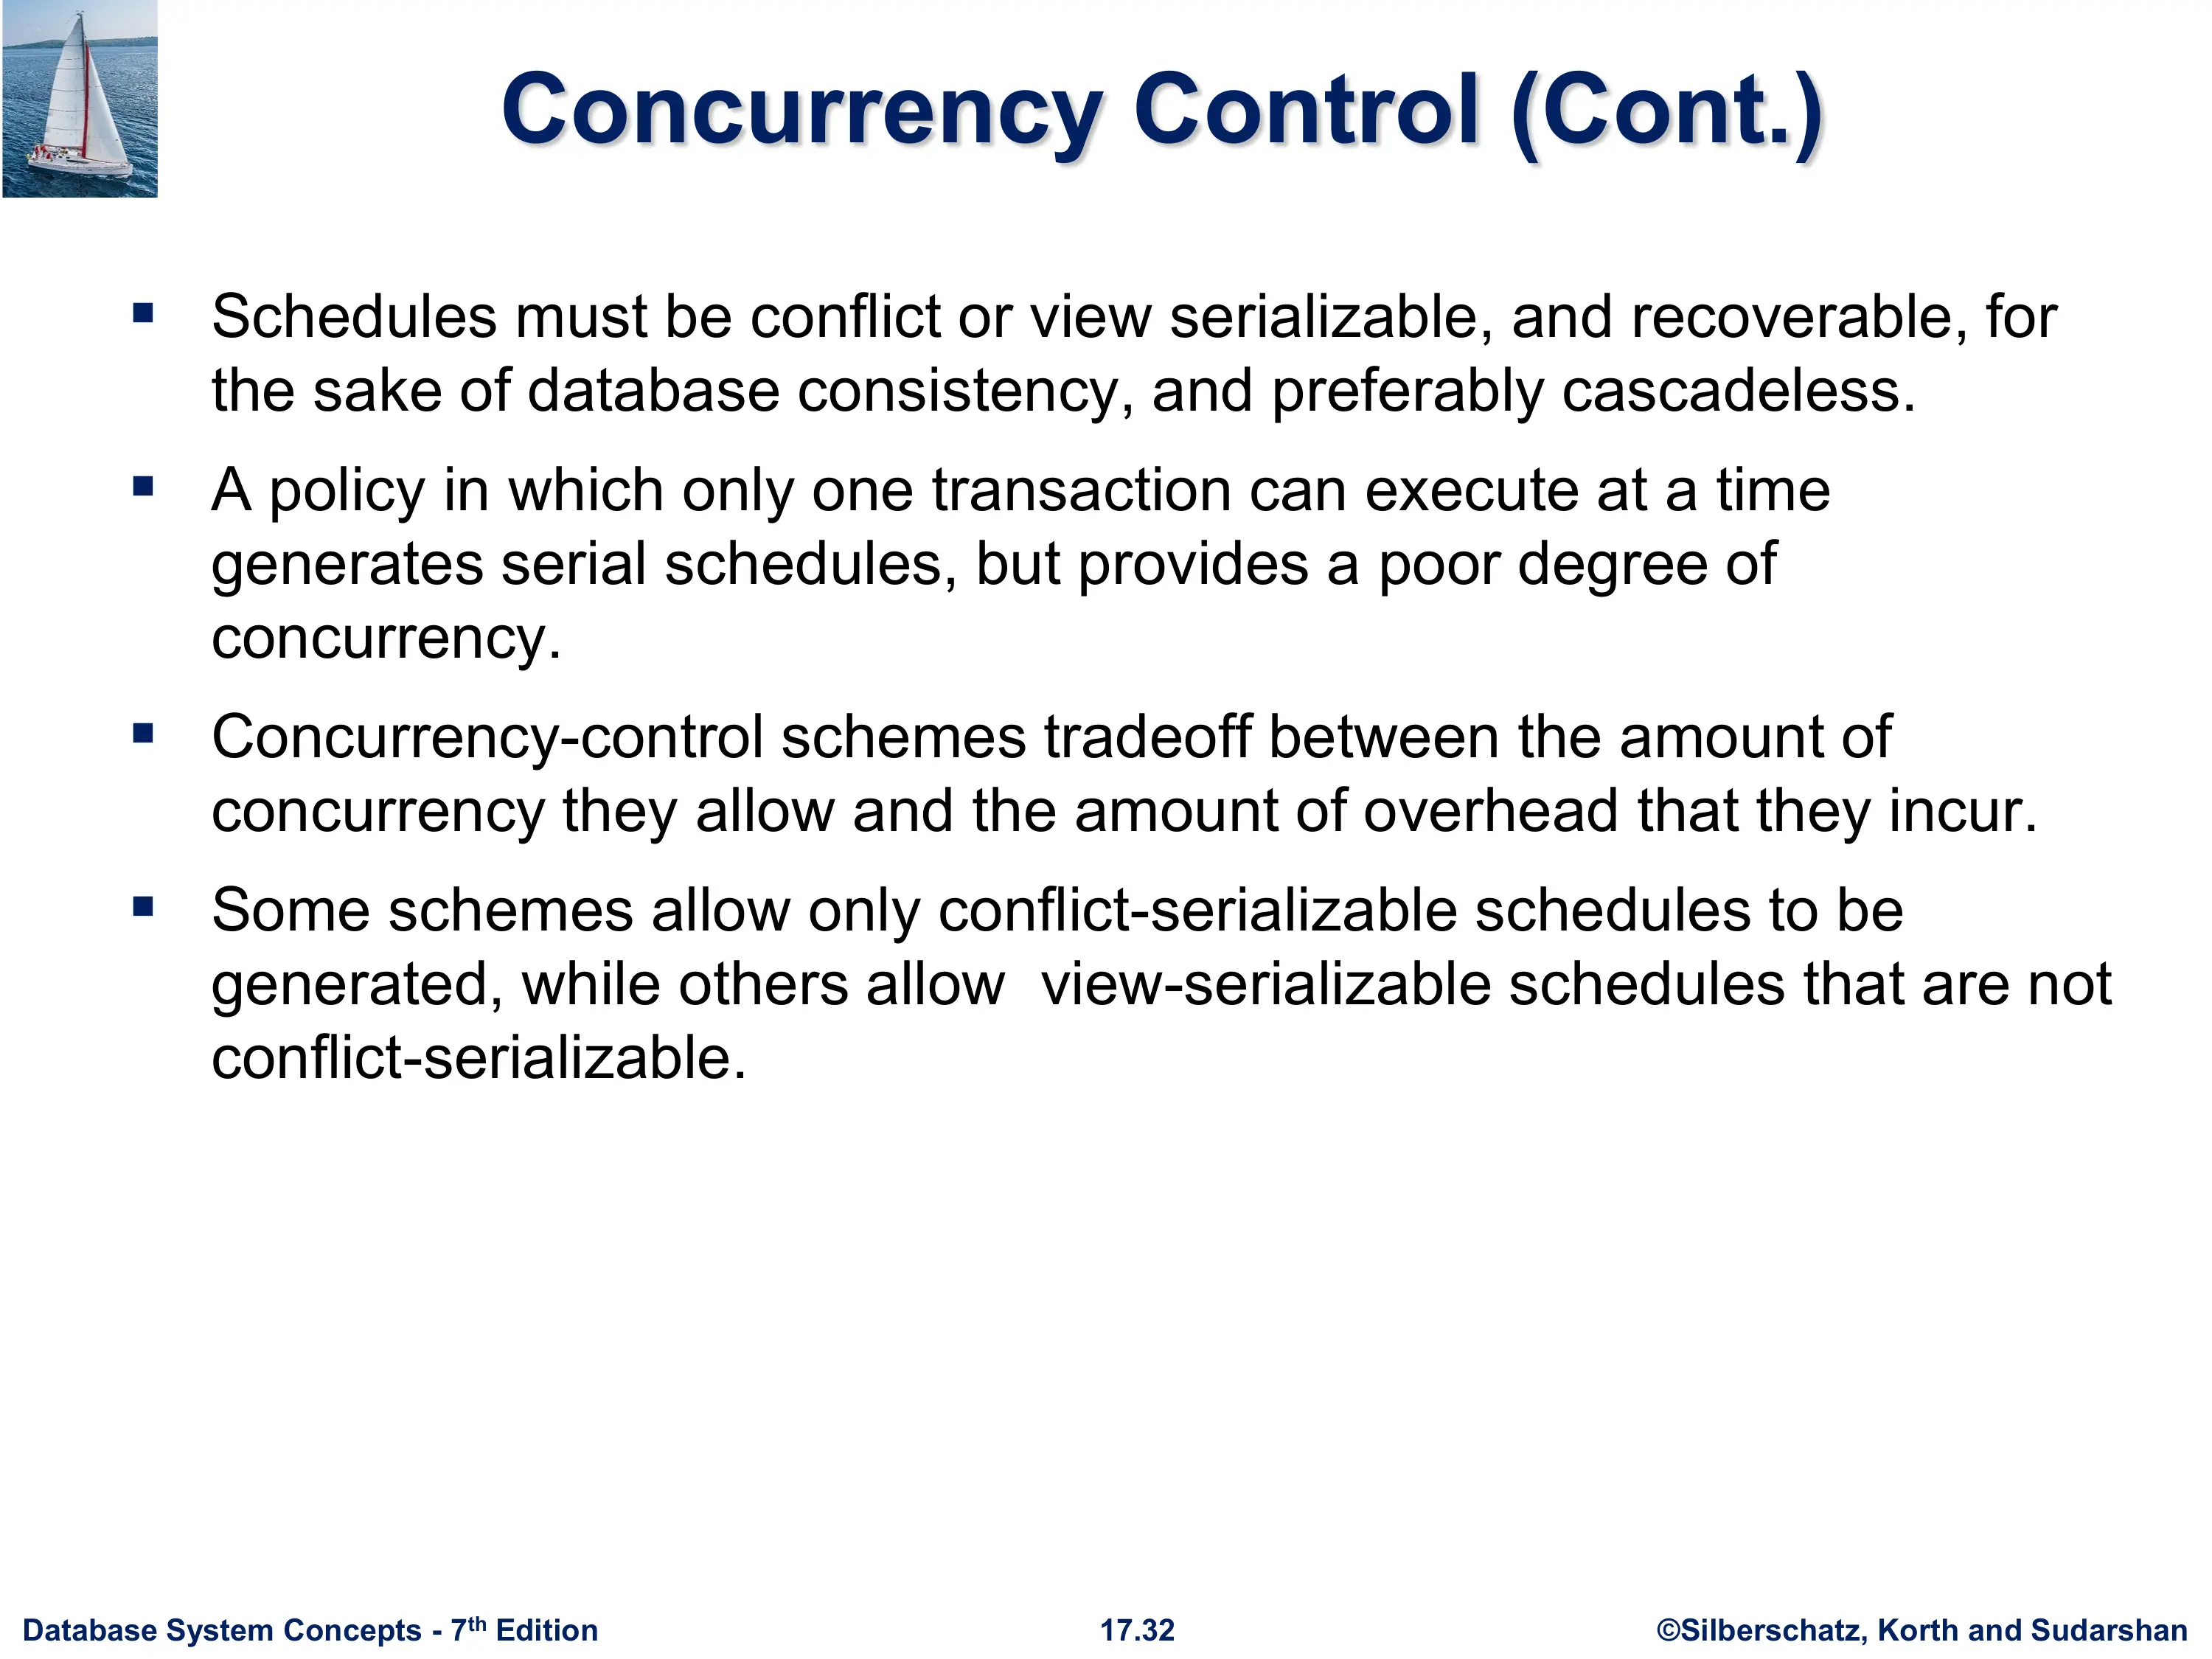 Concurrency Control (Cont.)
▪ Schedules must be conflict or view serializable, and recoverable, for
the sake of database consistency, and preferably cascadeless.
▪ A policy in which only one transaction can execute at a time
generates serial schedules, but provides a poor degree of
concurrency.
▪ Concurrency-control schemes tradeoff between the amount of
concurrency they allow and the amount of overhead that they incur.
▪ Some schemes allow only conflict-serializable schedules to be
generated, while others allow  view-serializable schedules that are not
conflict-serializable.
Database System Concepts - 7th Edition
17.32
©Silberschatz, Korth and Sudarshan